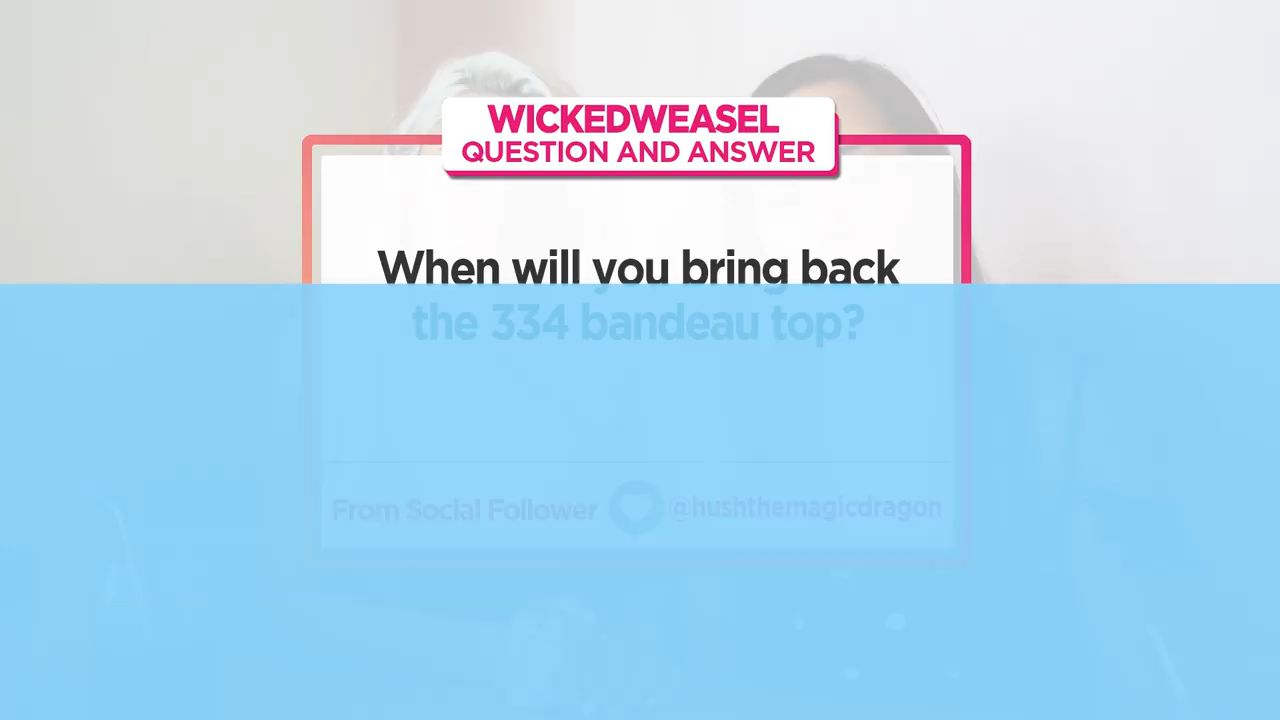 WICKEDWEASEL
QUESTION AND ANSWER
When will you bring back
the 334 bandeau top?
From Social Follower @hushthemagicdragon